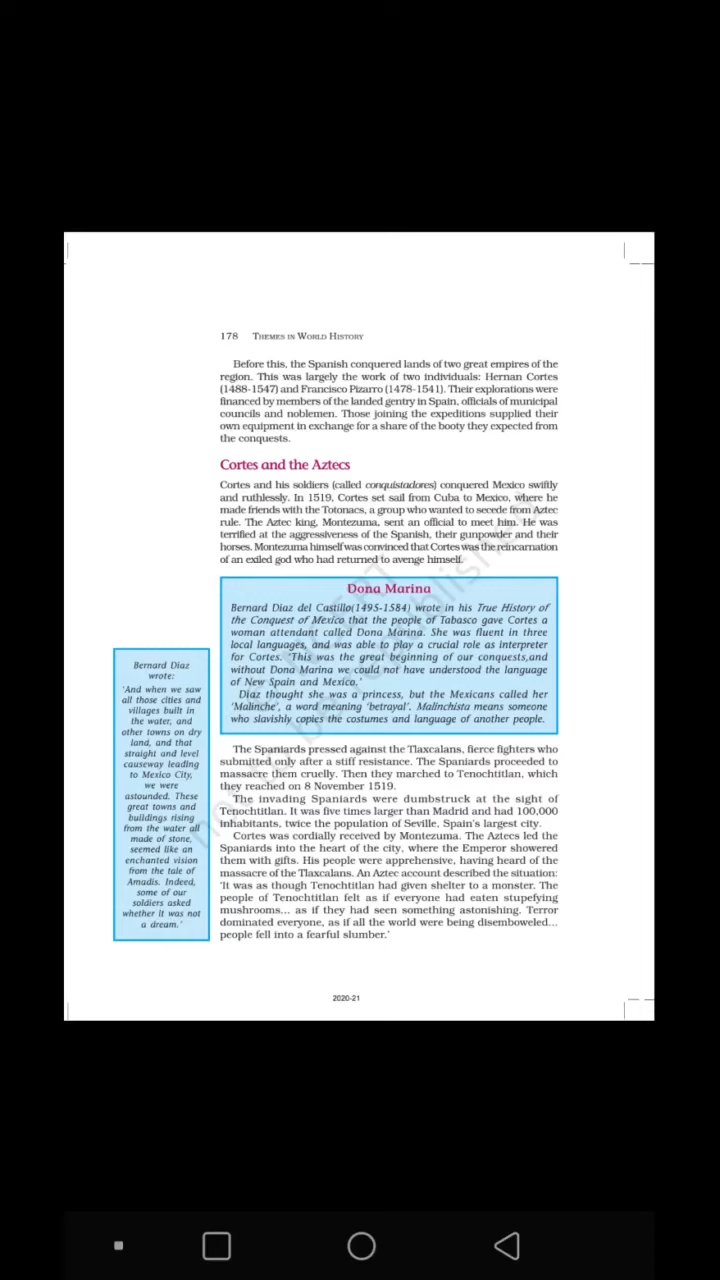 178 THEMES IN WORLD HISTORY
Before this, the Spanish conquered lands of two great empires of the
region. This was largely the work of two individuals: Hernan Cortes
(1488-1547) and Francisco Pizarro (1478-1541). Their explorations were
financed by members of the landed gentry in Spain, officials of municipal
councils and noblemen. Those joining the expeditions supplied their
own equipment in exchange for a share of the booty they expected from
the conquests.
Cortes and the Aztecs
Cortes and his soldiers (called conquistadores) conquered Mexico swiftly
and ruthlessly. In 1519, Cortes set sail from Cuba to Mexico, where he
made friends with the Totonacs, a group who wanted to secede from Aztec
rule. The Aztec king, Montezuma, sent an official to meet him. He was
terrified at the aggressiveness of the Spanish, their gunpowder and their
horses. Montezuma himself was convinced that Cortes was the reincarnation
of an exiled god who had returned to avenge himself.
Dona Marina
Bernard Diaz del Castillo(1495-1584) wrote in his True History of
the Conquest of Mexico that the people of Tabasco gave Cortes a
woman attendant called Dona Marina. She was fluent in three
local languages, and was able to play a crucial role as interpreter
for Cortes. 'This was the great beginning of our conquests,and
without Dona Marina we could not have understood the language
of New Spain and Mexico.'
Diaz thought she was a princess, but the Mexicans called her
'Malinche', a word meaning 'betrayal'. Malinchista means someone
who slavishly copies the costumes and language of another people.
Bernard Diaz
wrote:
'And when we saw
all those cities and
villages built in
the water, and
other towns on dry
land, and that
straight and level
causeway leading
to Mexico City,
we were
astounded. These
great towns and
buildings rising
from the water all
made of stone,
seemed like an
enchanted vision
from the tale of
Amadis. Indeed,
some of our
soldiers asked
whether it was not
a dream.'
The Spaniards pressed against the Tlaxcalans, fierce fighters who
submitted only after a stiff resistance. The Spaniards proceeded to
massacre them cruelly. Then they marched to Tenochtitlan, which
they reached on 8 November 1519.
The invading Spaniards were dumbstruck at the sight of
Tenochtitlan. It was five times larger than Madrid and had 100,000
inhabitants, twice the population of Seville, Spain's largest city.
Cortes was cordially received by Montezuma. The Aztecs led the
Spaniards into the heart of the city, where the Emperor showered
them with gifts. His people were apprehensive, having heard of the
massacre of the Tlaxcalans. An Aztec account described the situation:
'It was as though Tenochtitlan had given shelter to a monster. The
people of Tenochtitlan felt as if everyone had eaten stupefying
mushrooms... as if they had seen something astonishing. Terror
dominated everyone, as if all the world were being disemboweled...
people fell into a fearful slumber.'
2020-21